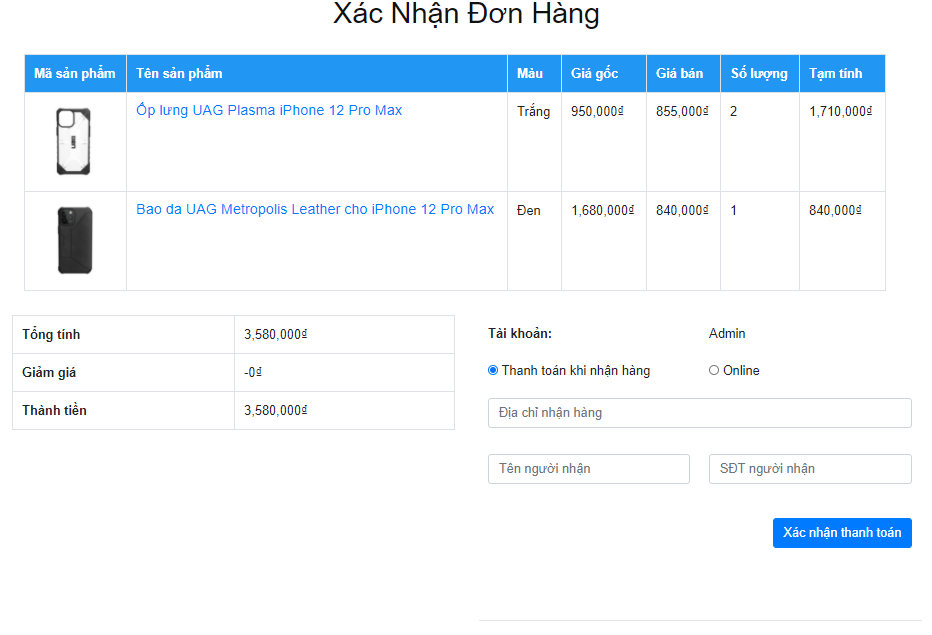 Xác Nhận Đơn Hàng
Mã sản phẩm Tên sản phẩm Màu Giá gốc Giá bán Số lượng Tạm tính
Ốp lưng UAG Plasma iPhone 12 Pro Max Trắng 950,000₫ 855,000₫ 2 1,710,000₫
Bao da UAG Metropolis Leather cho iPhone 12 Pro Max Đen 1,680,000₫ 840,000₫ 1 840,000₫
Tổng tính 3,580,000₫
Giảm giá -0₫
Thành tiền 3,580,000₫
Tài khoản: Admin
Thanh toán khi nhận hàng Online
Địa chỉ nhận hàng
Tên người nhận SĐT người nhận
Xác nhận thanh toán